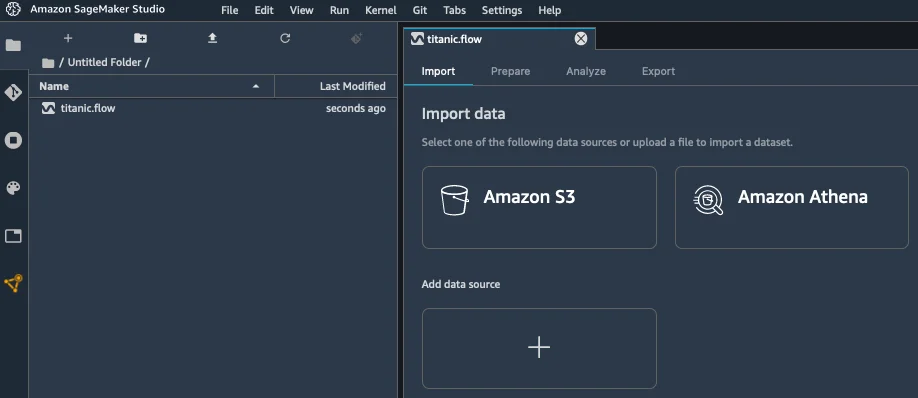 Amazon SageMaker Studio File Edit View Run Kernel Git Tabs Settings Help
/ Untitled Folder /
Name Last Modified
titanic.flow seconds ago
titanic.flow
Import Prepare Analyze Export
Import data
Select one of the following data sources or upload a file to import a dataset.
Amazon S3 Amazon Athena
Add data source